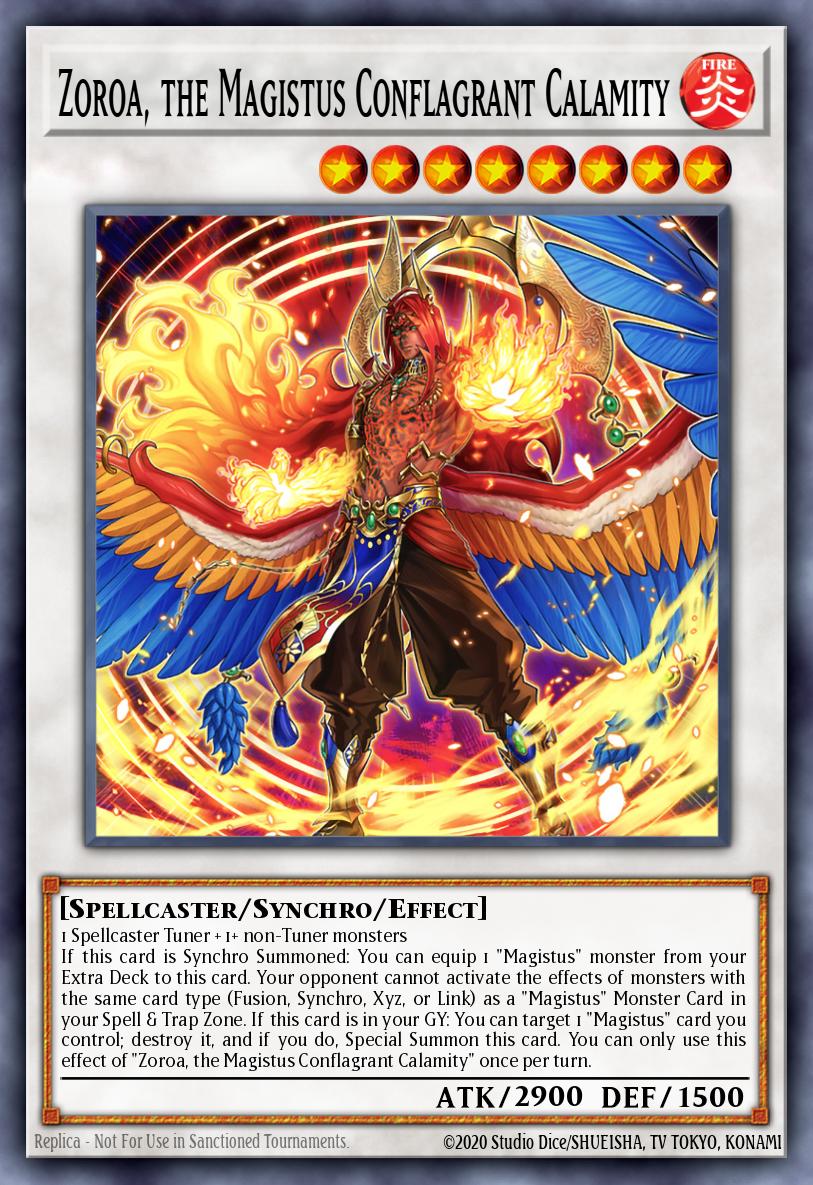 Zoroa, the Magistus Conflagrant Calamity
FIRE
炎
[Spellcaster/Synchro/Effect]
1 Spellcaster Tuner + 1+ non-Tuner monsters
If this card is Synchro Summoned: You can equip 1 "Magistus" monster from your
Extra Deck to this card. Your opponent cannot activate the effects of monsters with
the same card type (Fusion, Synchro, Xyz, or Link) as a "Magistus" Monster Card in
your Spell & Trap Zone. If this card is in your GY: You can target 1 "Magistus" card you
control; destroy it, and if you do, Special Summon this card. You can only use this
effect of "Zoroa, the Magistus Conflagrant Calamity" once per turn.
ATK/2900 DEF/1500
Replica - Not For Use in Sanctioned Tournaments. ©2020 Studio Dice/SHUEISHA, TV TOKYO, KONAMI